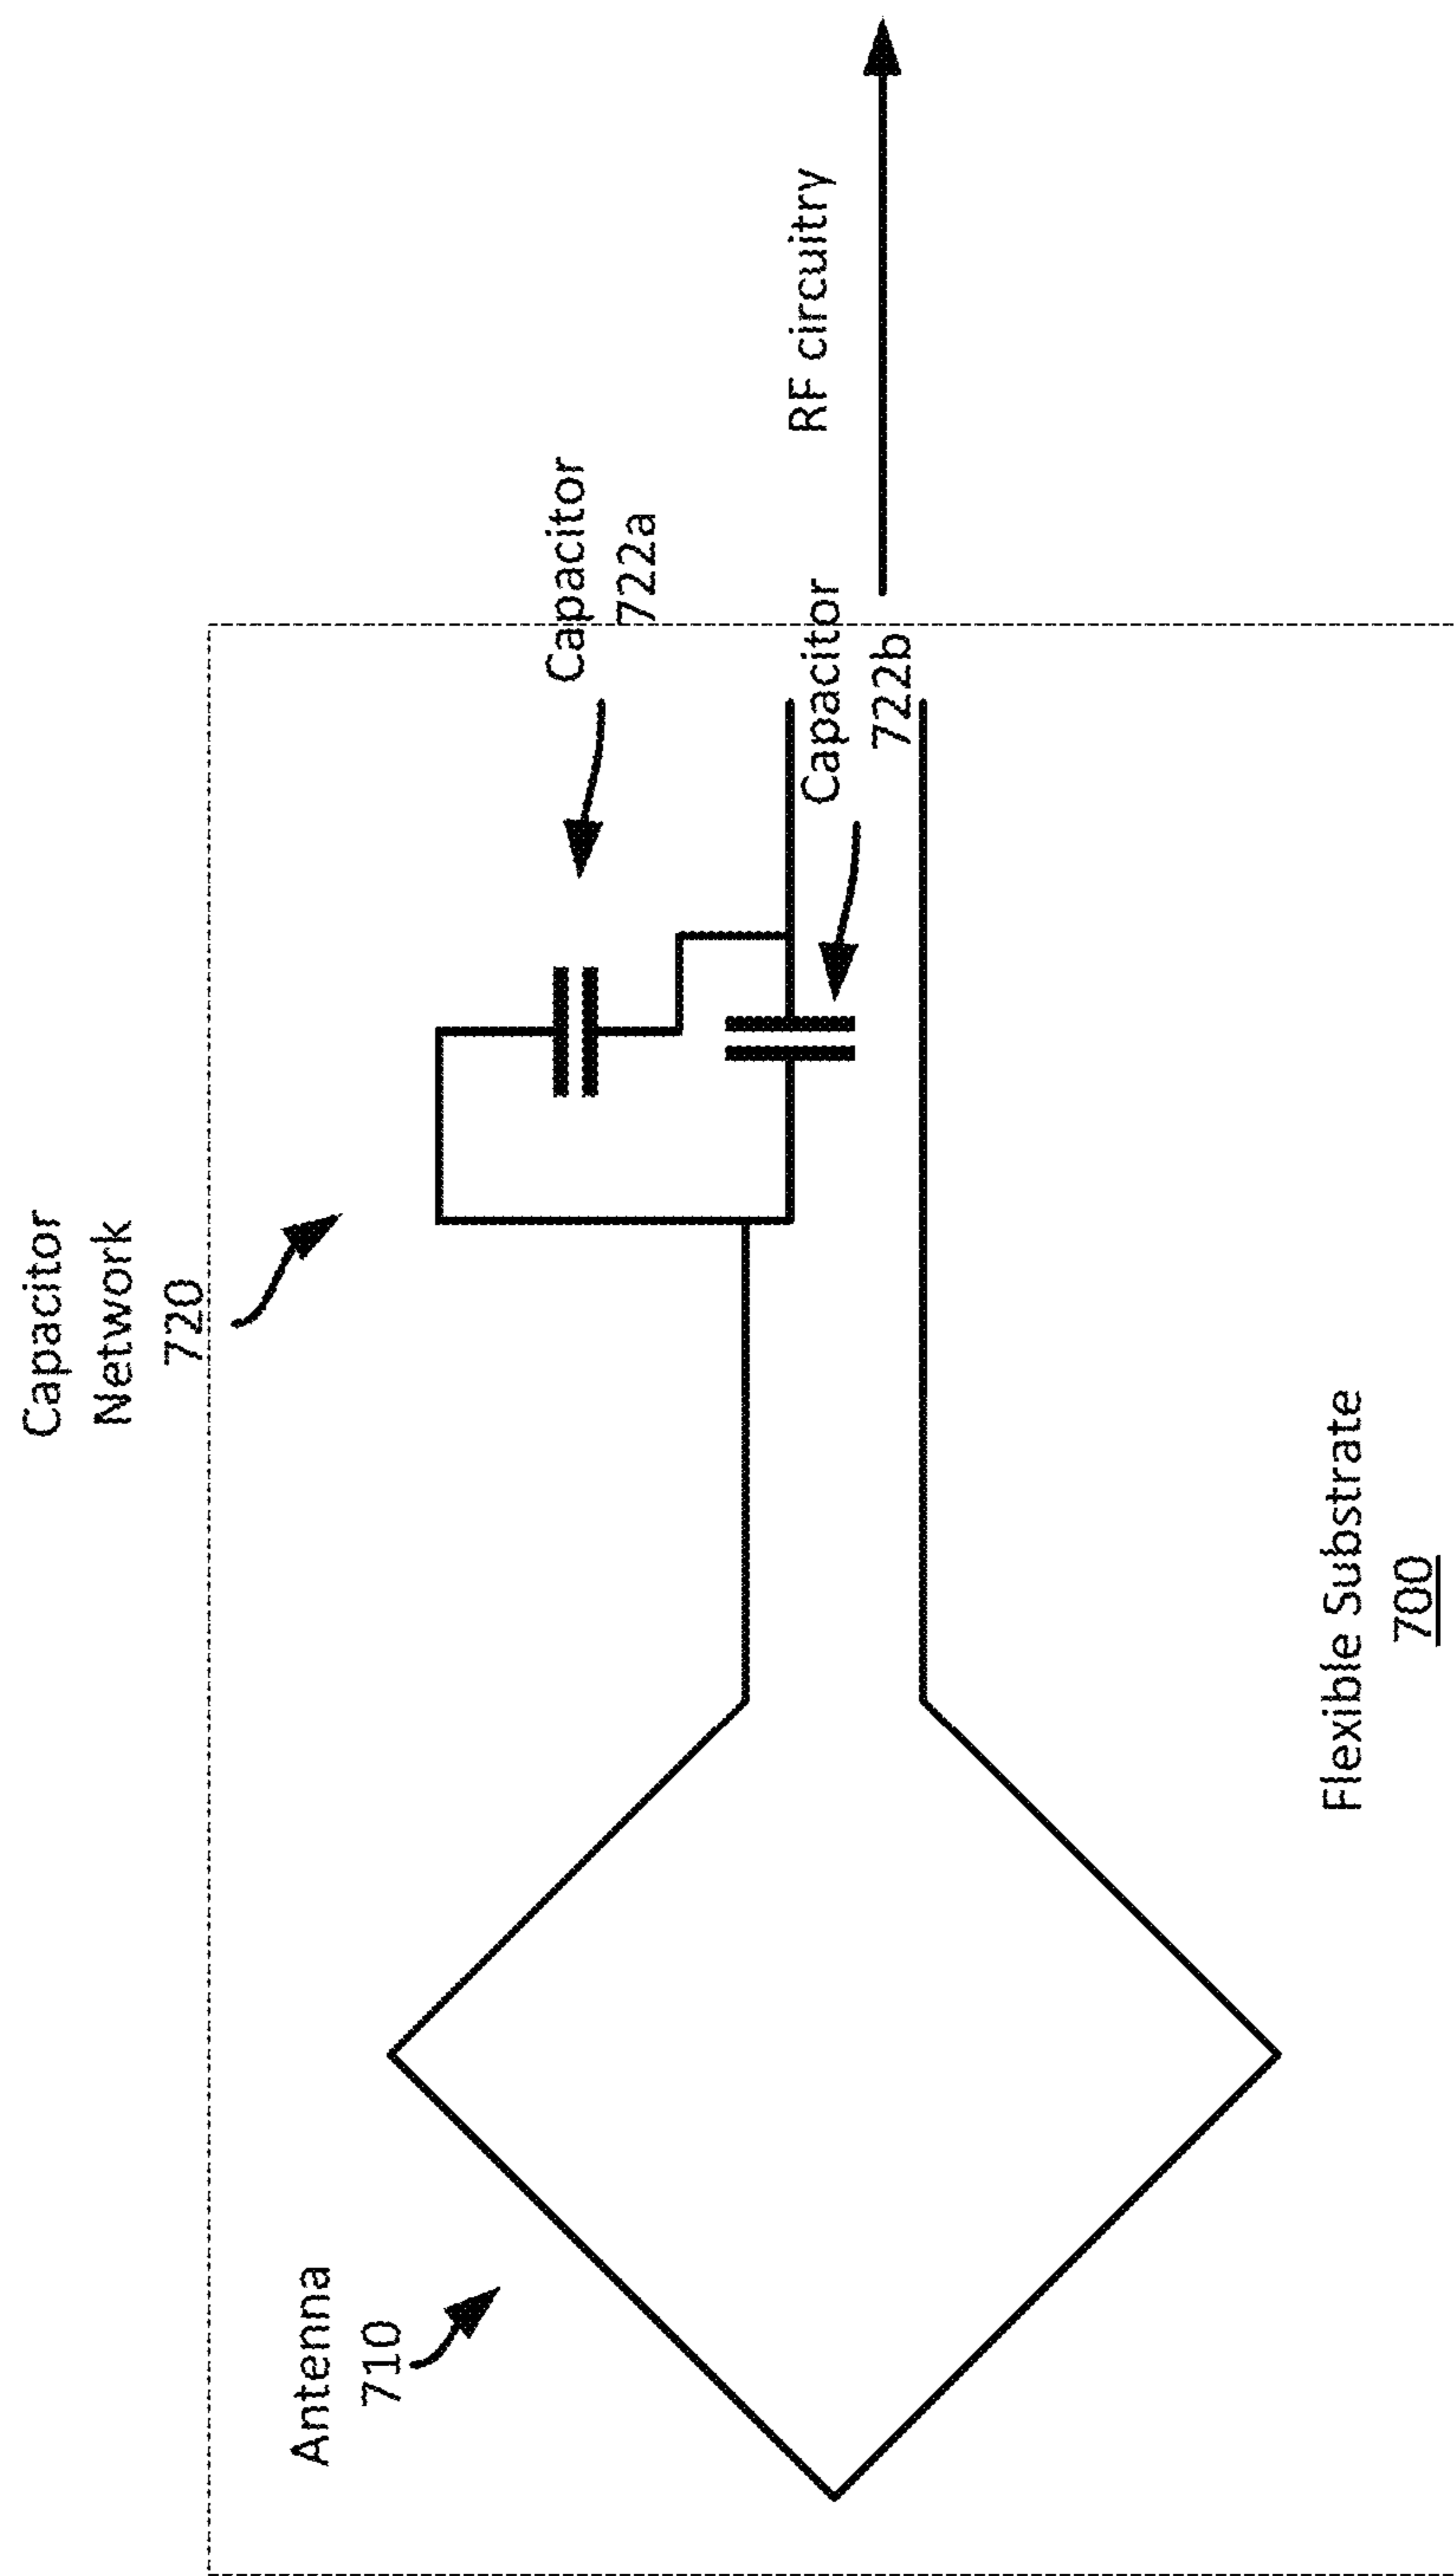 Capacitor
Network
720
Antenna
710
Capacitor
722a
Capacitor
722b
RF circuitry
Flexible Substrate
700